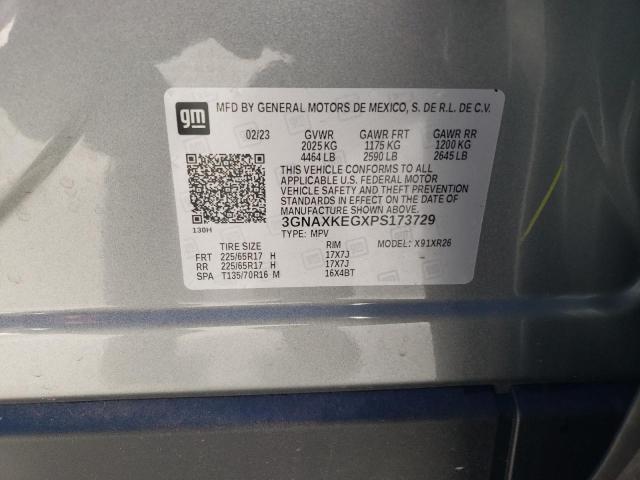 gm MFD BY GENERAL MOTORS DE MEXICO, S. DE R.L. DE C.V.
02/23 GVWR GAWR FRT GAWR RR
2025 KG 1175 KG 1200 KG
4464 LB 2590 LB 2645 LB
THIS VEHICLE CONFORMS TO ALL
APPLICABLE U.S. FEDERAL MOTOR
VEHICLE SAFETY AND THEFT PREVENTION
STANDARDS IN EFFECT ON THE DATE OF
MANUFACTURE SHOWN ABOVE.
3GNAXKEGXPS173729
130H TYPE: MPV MODEL: X91XR26
TIRE SIZE RIM
FRT 225/65R17 H 17X7J
RR 225/65R17 H 17X7J
SPA T135/70R16 M 16X4BT